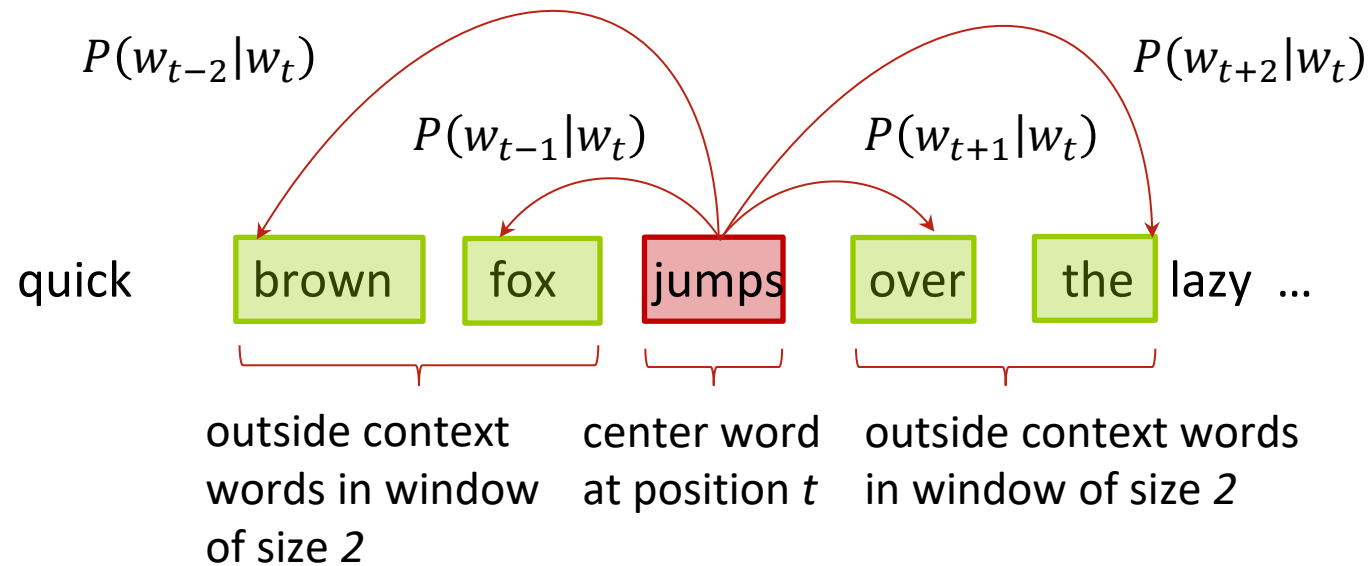 P(w_{t−2}|w_t)
P(w_{t+2}|w_t)
P(w_{t−1}|w_t)
P(w_{t+1}|w_t)
quick brown fox jumps over the lazy ...
outside context
words in window
of size 2
center word
at position t
outside context words
in window of size 2